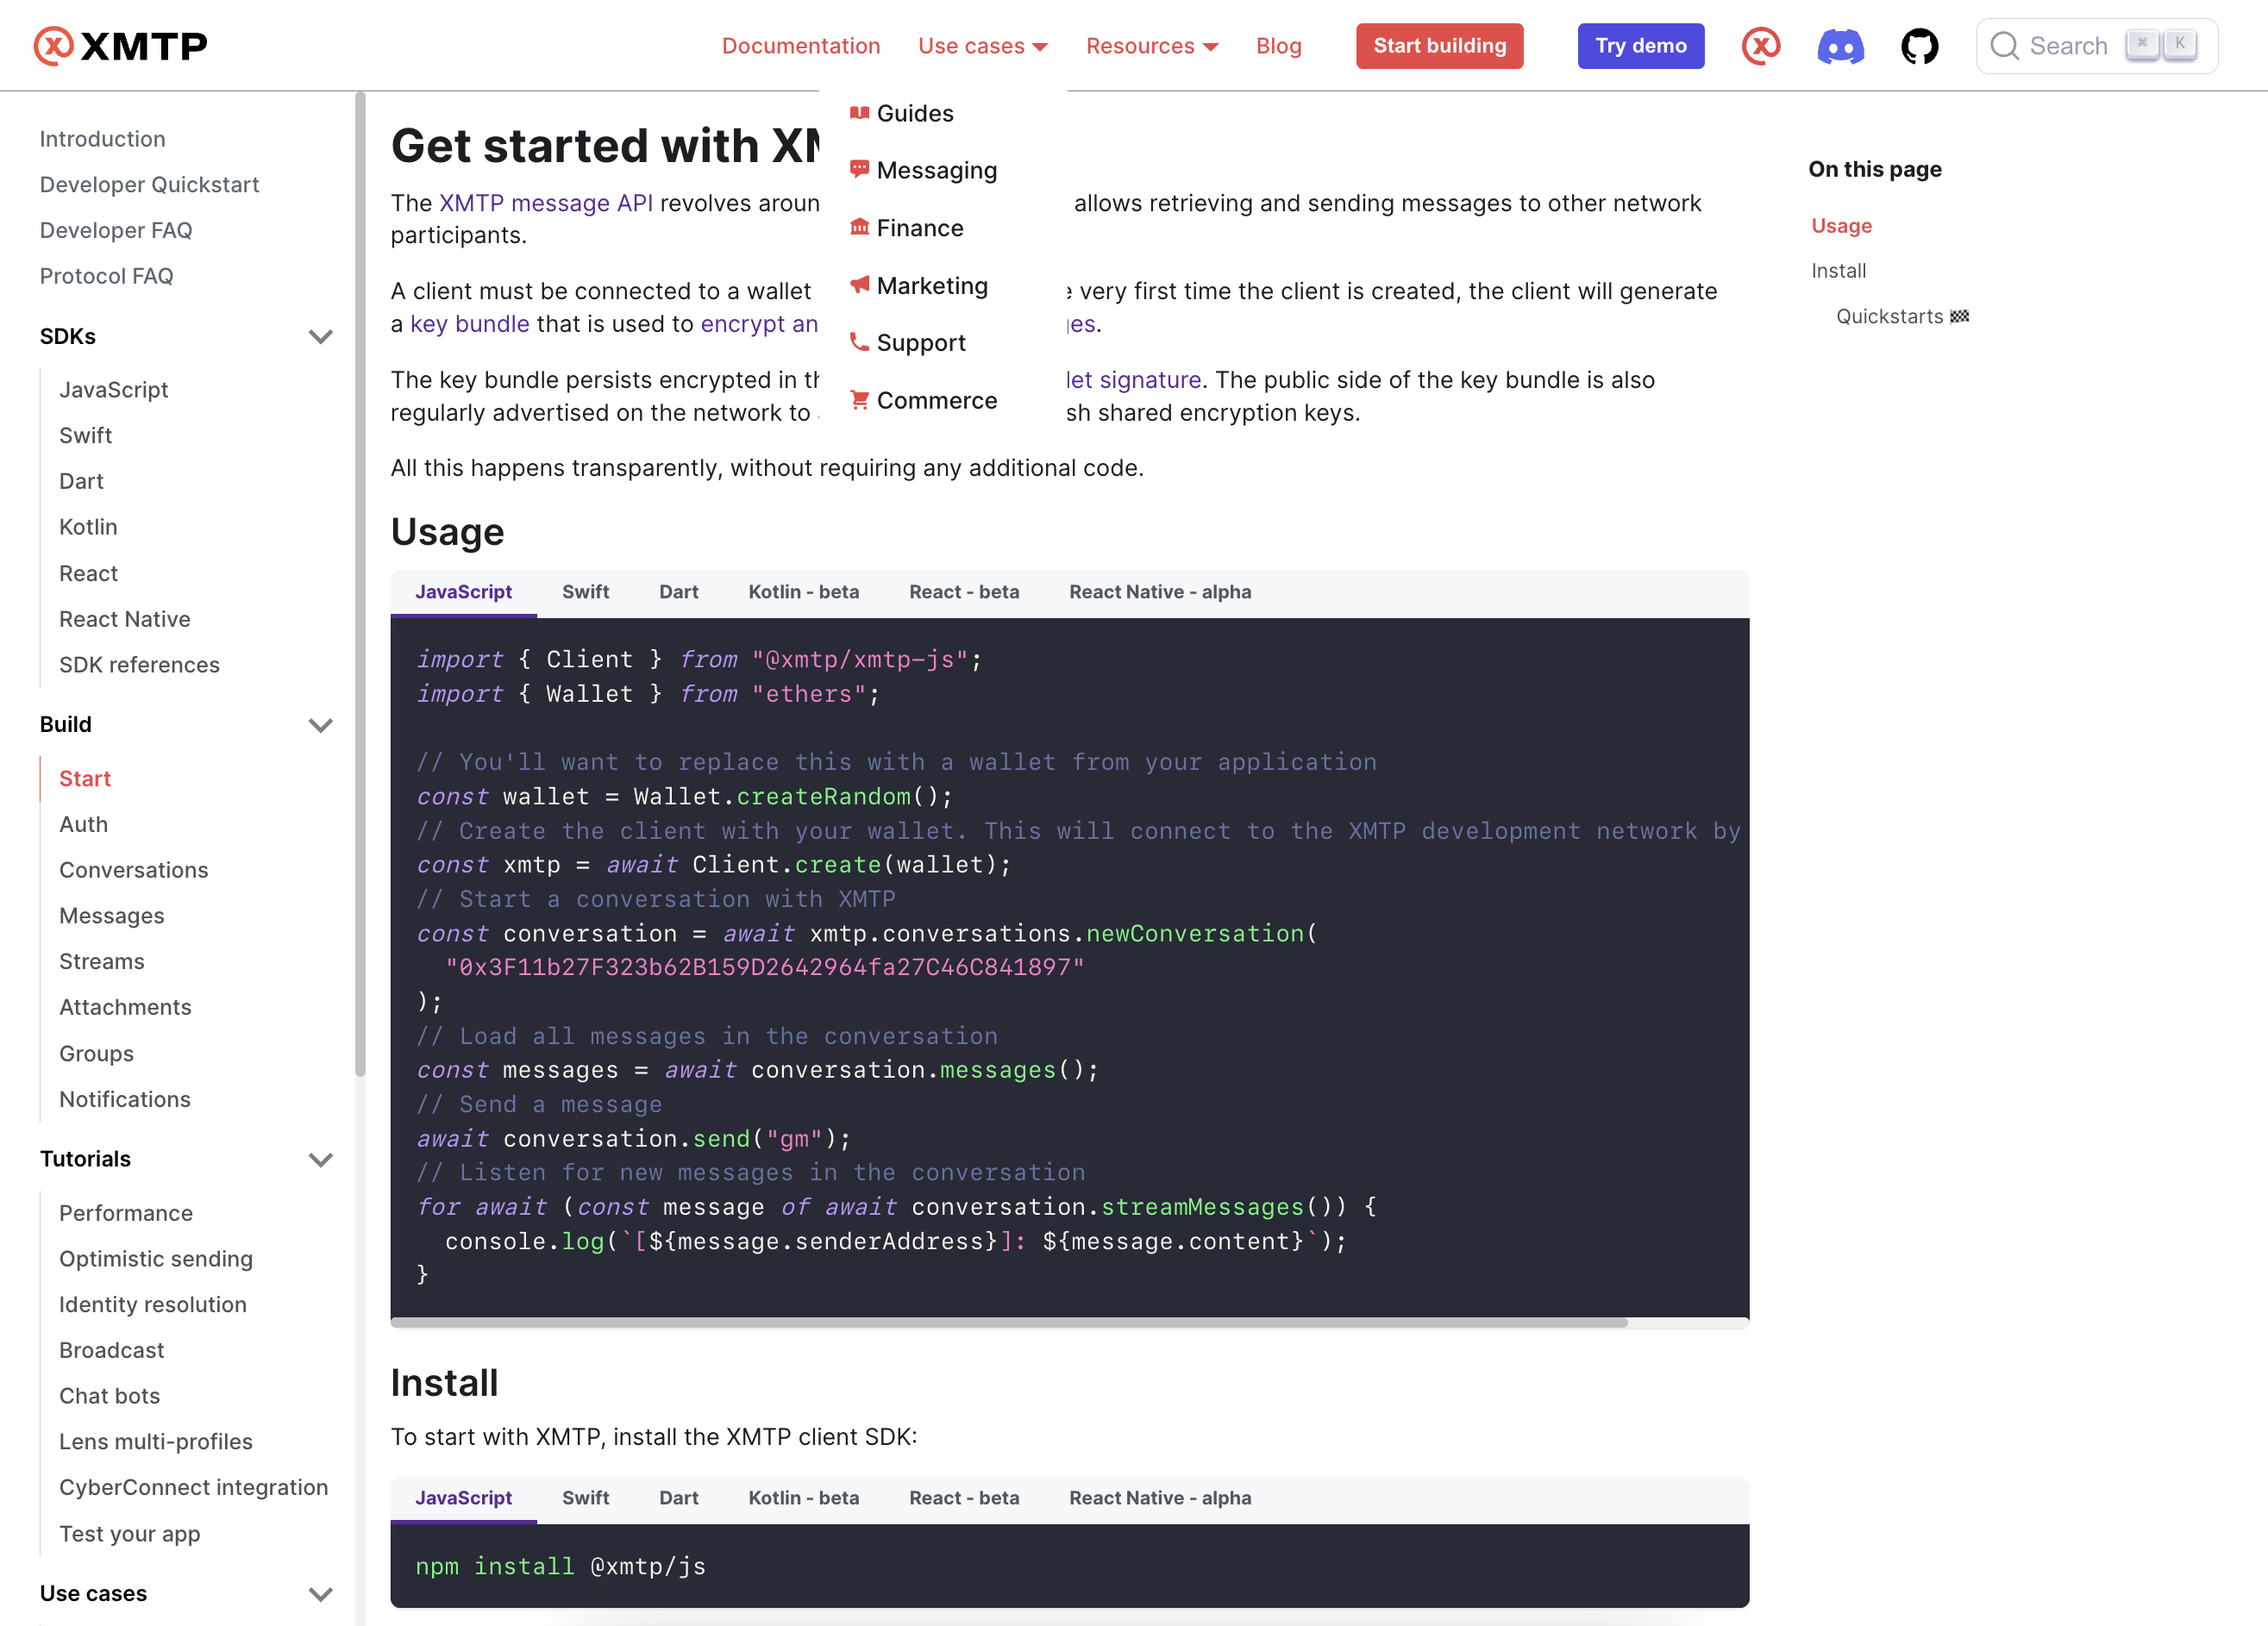 XMTP
Documentation
Use cases
Resources
Blog
Start building
Try demo
Search
⌘ K
Guides
Messaging
Finance
Marketing
Support
Commerce
Introduction
Developer Quickstart
Developer FAQ
Protocol FAQ
SDKs
JavaScript
Swift
Dart
Kotlin
React
React Native
SDK references
Build
Start
Auth
Conversations
Messages
Streams
Attachments
Groups
Notifications
Tutorials
Performance
Optimistic sending
Identity resolution
Broadcast
Chat bots
Lens multi-profiles
CyberConnect integration
Test your app
Use cases
Get started with
The XMTP message API revolves allows retrieving and sending messages to other network
participants.
A client must be connected to a wallet very first time the client is created, the client will generate
a key bundle that is used to encrypt
The key bundle persists encrypted in signature. The public side of the key bundle is also
regularly advertised on the network to shared encryption keys.
All this happens transparently, without requiring any additional code.
Usage
JavaScript Swift Dart Kotlin - beta React - beta React Native - alpha
import { Client } from "@xmtp/xmtp-js";
import { Wallet } from "ethers";
// You'll want to replace this with a wallet from your application
const wallet = Wallet.createRandom();
// Create the client with your wallet. This will connect to the XMTP development network by
const xmtp = await Client.create(wallet);
// Start a conversation with XMTP
const conversation = await xmtp.conversations.newConversation(
"0x3F11b27F323b62B159D2642964fa27C46C841897"
);
// Load all messages in the conversation
const messages = await conversation.messages();
// Send a message
await conversation.send("gm");
// Listen for new messages in the conversation
for await (const message of await conversation.streamMessages()) {
console.log(`[${message.senderAddress}]: ${message.content}`);
}
Install
To start with XMTP, install the XMTP client SDK:
JavaScript Swift Dart Kotlin - beta React - beta React Native - alpha
npm install @xmtp/js
On this page
Usage
Install
Quickstarts 🏁